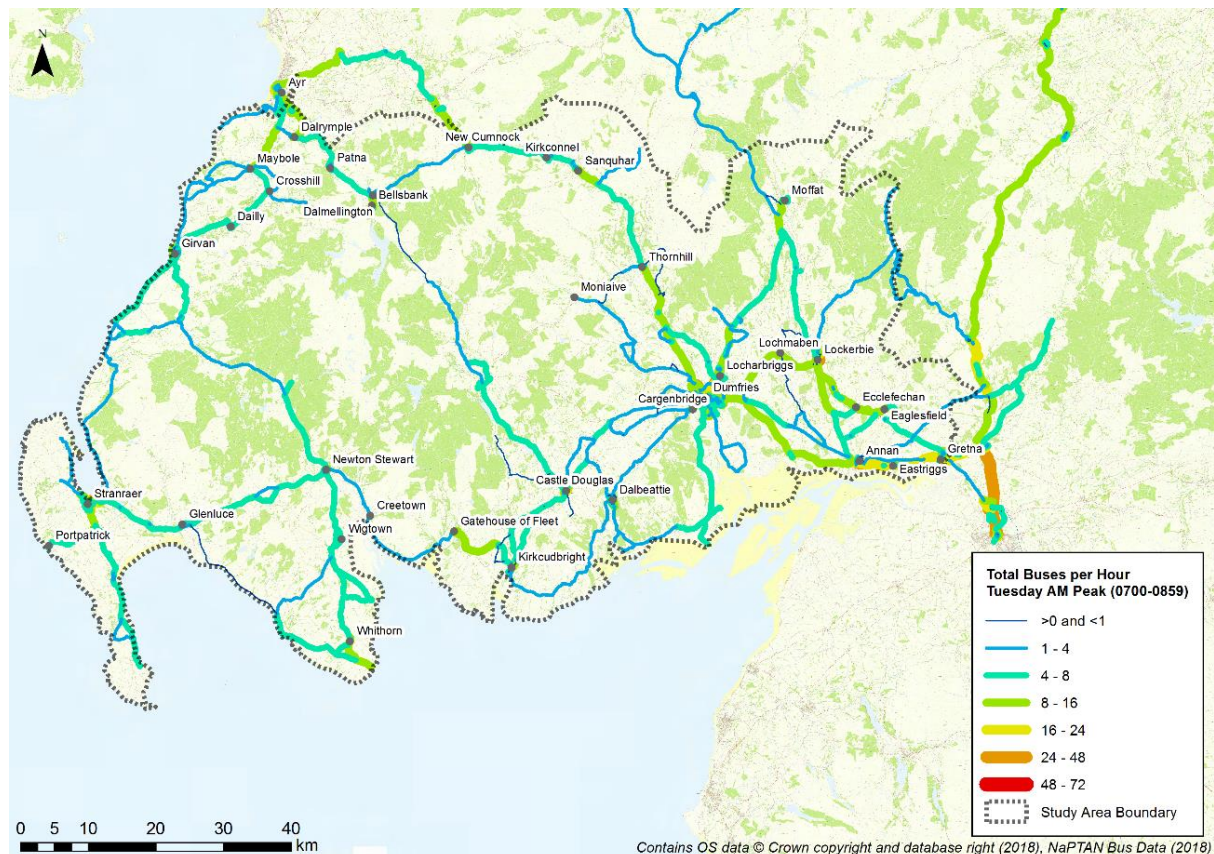 N
Ayr
Dalrymple
New Cumnock
Kirkconnel
Maybole
Patna
Sanquhar
Crosshill
Bellsbank
Moffat
Dalmellington
Dailly
Girvan
Thornhill
Moniaive
Lochmaben
Lockerbie
Locharbriggs
Dumfries
Cargenbridge
Ecclefechan
Eaglesfield
Annan
Gretna
Eastriggs
Newton Stewart
Castle Douglas
Dalbeattie
Stranraer
Creetown
Glenluce
Gatehouse of Fleet
Wigtown
Portpatrick
Kirkcudbright
Whithorn
Total Buses per Hour
Tuesday AM Peak (0700-0859)
>0 and <1
1 - 4
4 - 8
8 - 16
16 - 24
24 - 48
48 - 72
Study Area Boundary
0 5 10 20 30 40
km
Contains OS data © Crown copyright and database right (2018), NaPTAN Bus Data (2018)